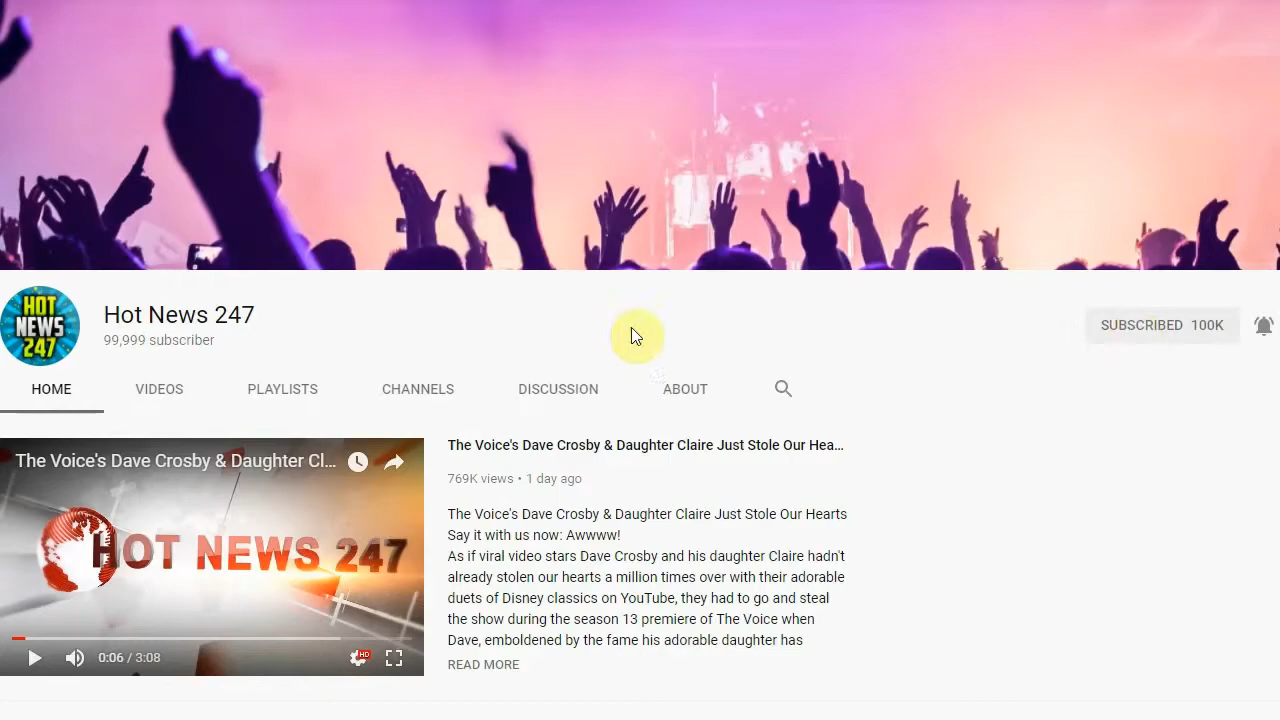 HOT
NEWS
247
Hot News 247
99,999 subscriber
SUBSCRIBED 100K
HOME
VIDEOS
PLAYLISTS
CHANNELS
DISCUSSION
ABOUT
The Voice's Dave Crosby & Daughter Cl...
HOT NEWS 247
0:06 / 3:08
HD
The Voice's Dave Crosby & Daughter Claire Just Stole Our Hea...
769K views • 1 day ago
The Voice's Dave Crosby & Daughter Claire Just Stole Our Hearts
Say it with us now: Awwww!
As if viral video stars Dave Crosby and his daughter Claire hadn't
already stolen our hearts a million times over with their adorable
duets of Disney classics on YouTube, they had to go and steal
the show during the season 13 premiere of The Voice when
Dave, emboldened by the fame his adorable daughter has
READ MORE